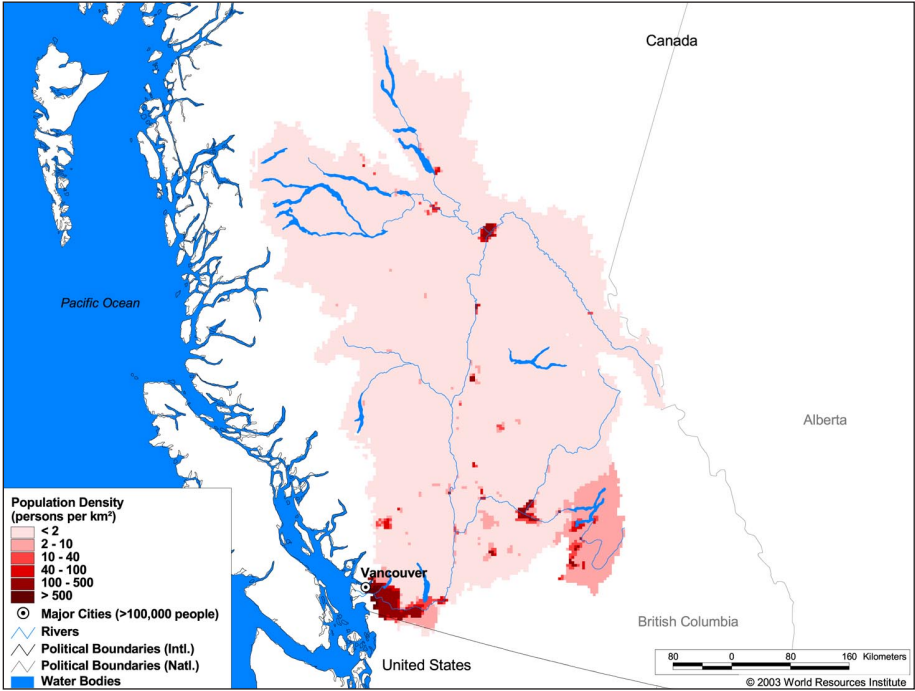 Canada
Pacific Ocean
Alberta
Population Density
(persons per km²)
< 2
2 - 10
10 - 40
40 - 100
100 - 500
> 500
Major Cities (>100,000 people)
Rivers
Political Boundaries (Intl.)
Political Boundaries (Natl.)
Water Bodies
Vancouver
British Columbia
United States
80 0 80 160 Kilometers
© 2003 World Resources Institute